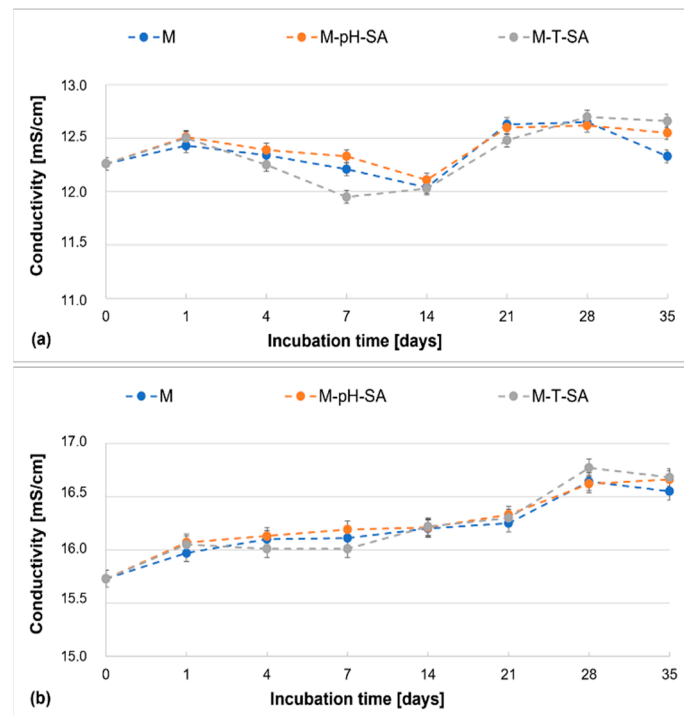 M M-pH-SA M-T-SA
13.0
12.5
12.0
11.5
11.0
Conductivity [mS/cm]
0 1 4 7 14 21 28 35
(a) Incubation time [days]
M M-pH-SA M-T-SA
17.0
16.5
16.0
15.5
15.0
Conductivity [mS/cm]
0 1 4 7 14 21 28 35
(b) Incubation time [days]